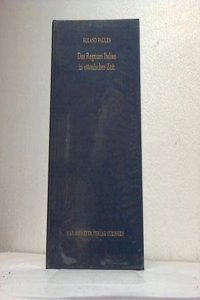 ROLAND PAULER
Das Regnum Italiae
in ottonischer Zeit
MAX NIEMEYER VERLAG TÜBINGEN